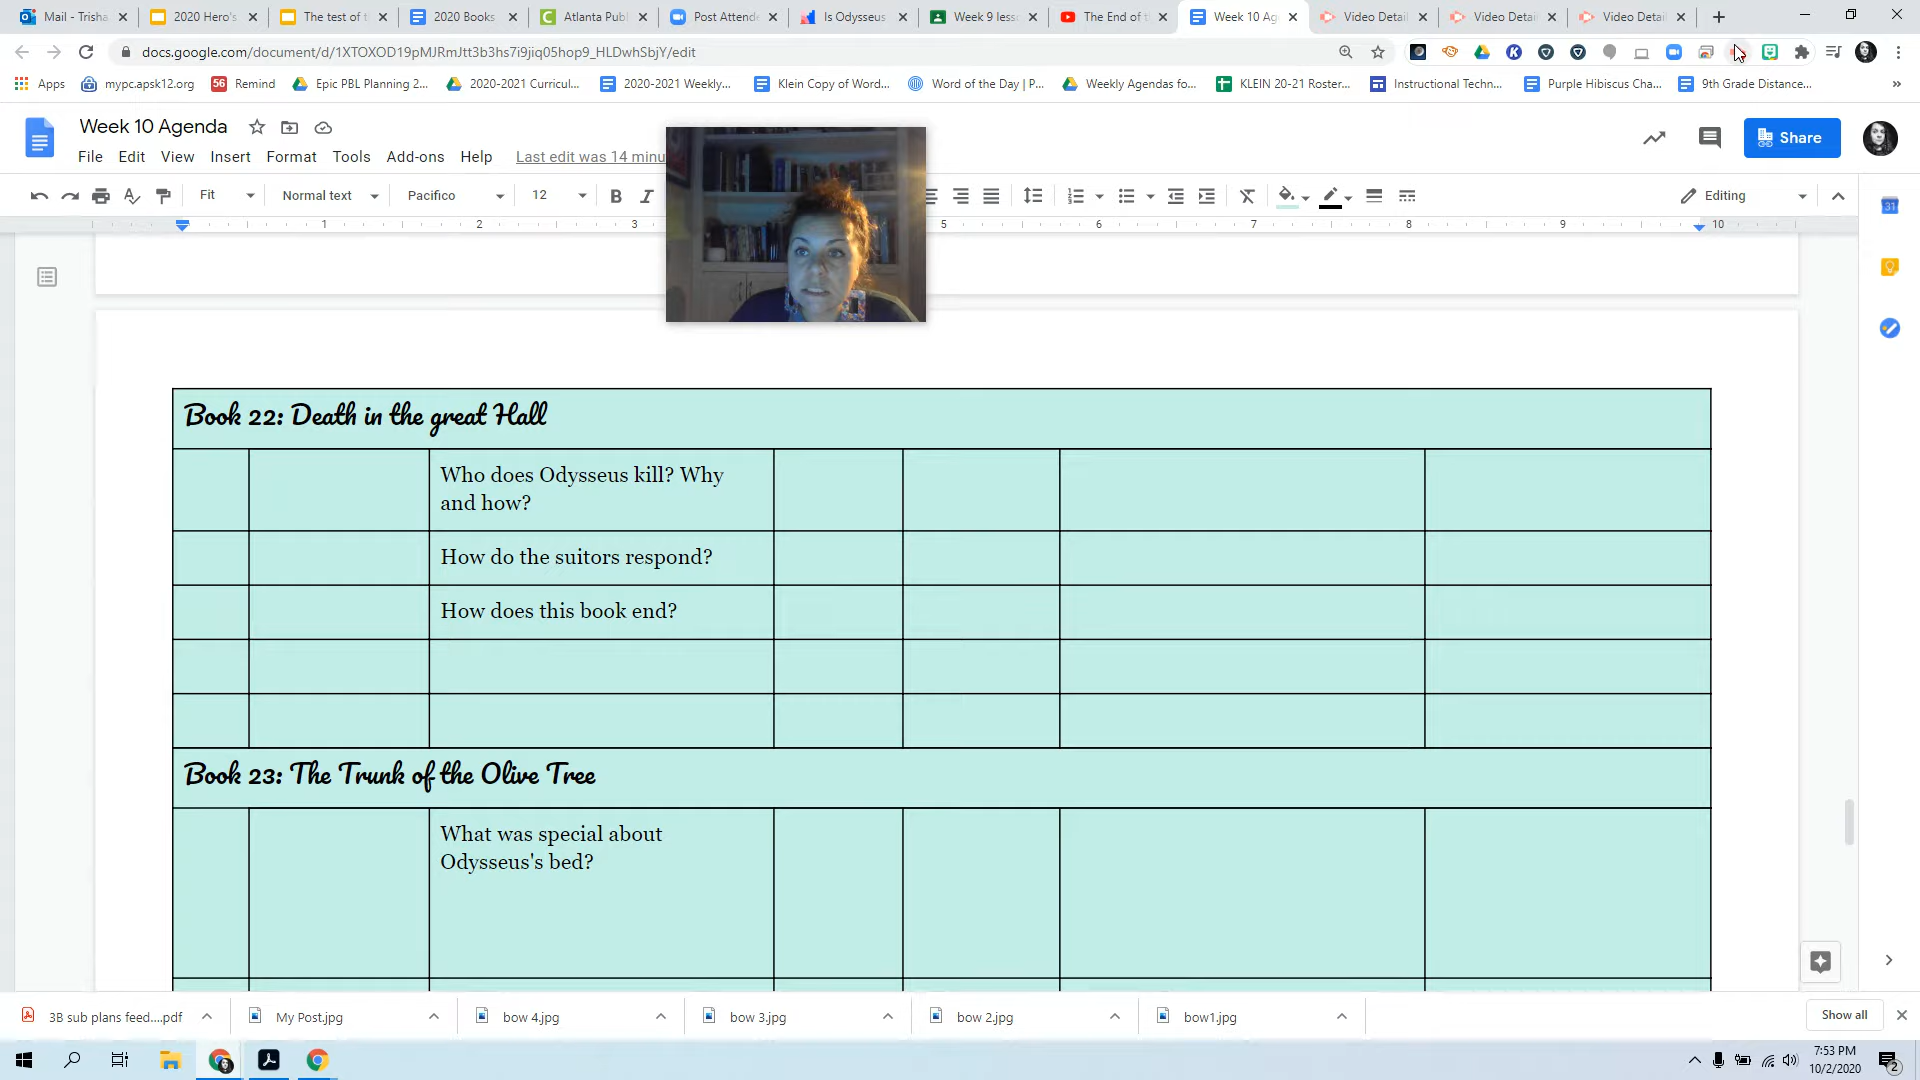 Mail - Trisha
2020 Hero's
The test of t
2020 Books
Atlanta Publ
Post Attende
Is Odysseus
Week 9 less
The End of t
Week 10 Ag
Video Detail
Video Detail
Video Detail
docs.google.com/document/d/1XTOXOD19pMJRmJtt3b3hs7i9jiq05hop9_HLDwhSbjY/edit
Apps
mypc.apsk12.org
56 Remind
Epic PBL Planning 2...
2020-2021 Curricul...
2020-2021 Weekly...
Klein Copy of Word...
Word of the Day | P...
Weekly Agendas fo...
KLEIN 20-21 Roster...
Instructional Techn...
Purple Hibiscus Cha...
9th Grade Distance...
Week 10 Agenda
File Edit View Insert Format Tools Add-ons Help Last edit was 14 minu
Share
Fit Normal text Pacifico 12 B I Editing
1 2 3 5 6 7 8 9 10
31
Book 22: Death in the great Hall
Who does Odysseus kill? Why
and how?
How do the suitors respond?
How does this book end?
Book 23: The Trunk of the Olive Tree
What was special about
Odysseus's bed?
3B sub plans feed....pdf
My Post.jpg
bow 4.jpg
bow 3.jpg
bow 2.jpg
bow1.jpg
Show all
7:53 PM
10/2/2020
2